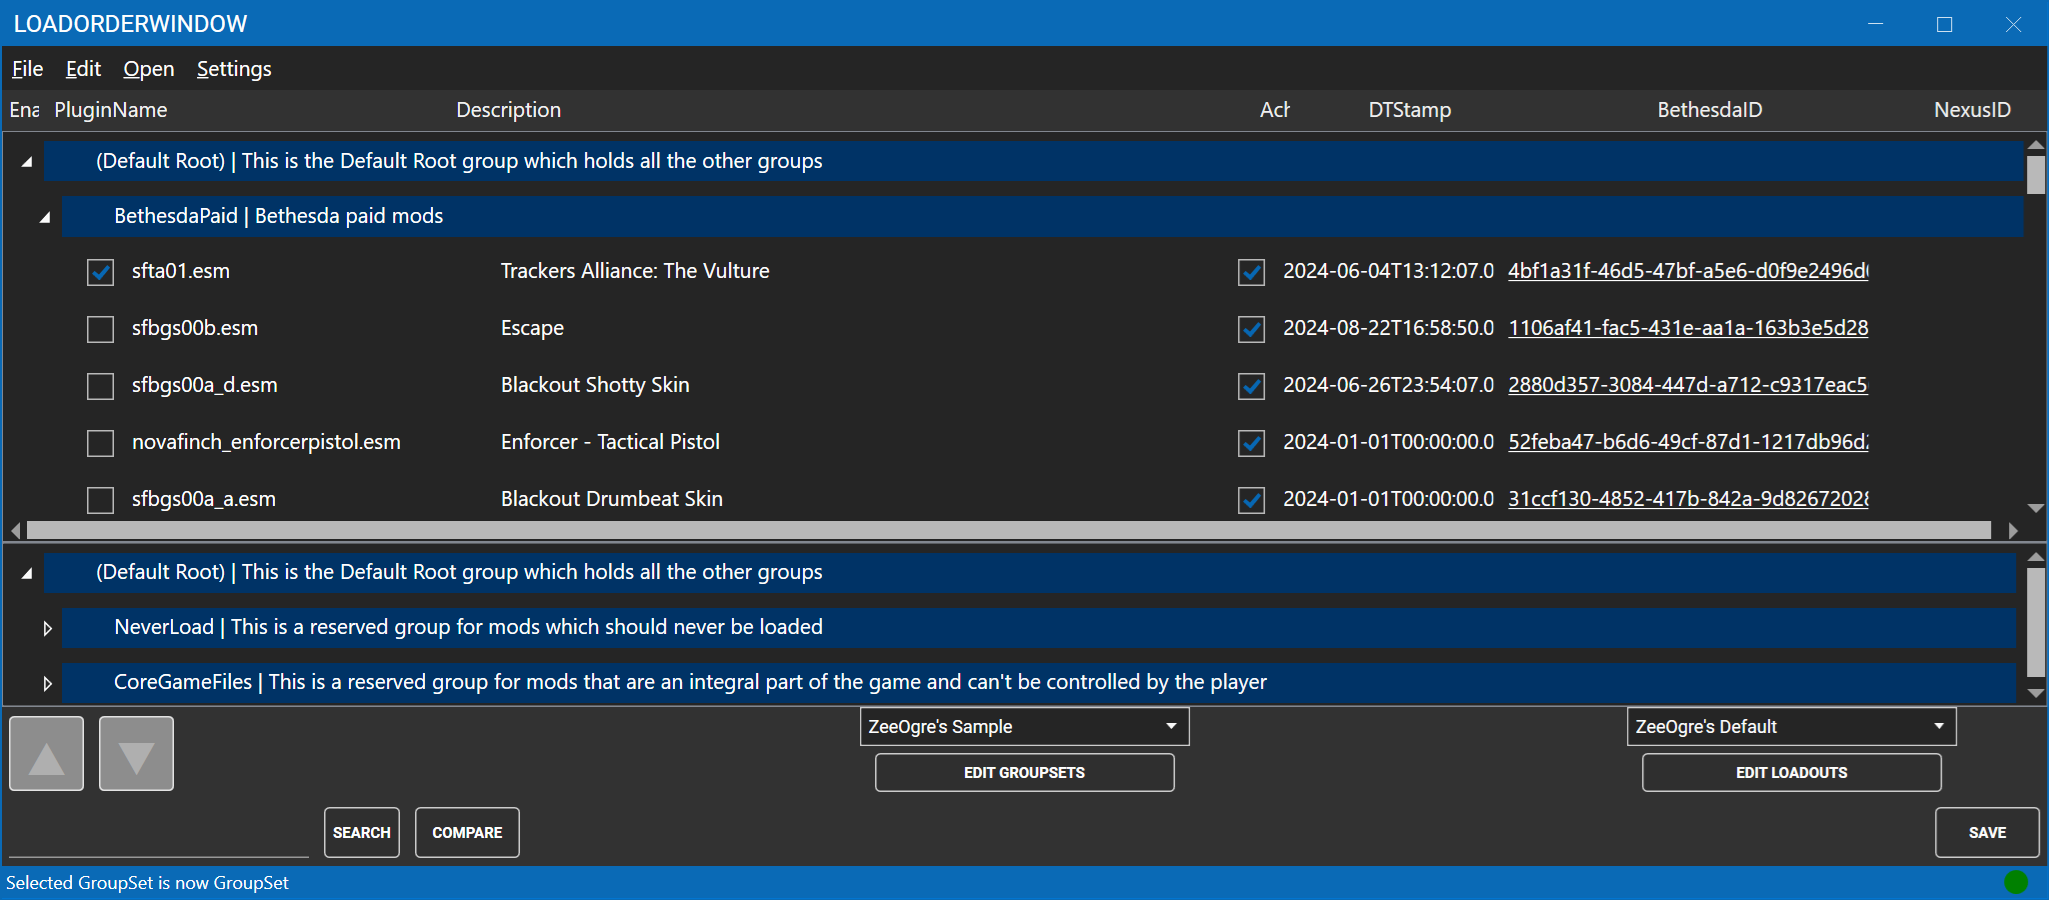 LOADORDERWINDOW
File Edit Open Settings
Ena PluginName Description Ach DTStamp BethesdaID NexusID
(Default Root) | This is the Default Root group which holds all the other groups
BethesdaPaid | Bethesda paid mods
sfta01.esm Trackers Alliance: The Vulture 2024-06-04T13:12:07.0 4bf1a31f-46d5-47bf-a5e6-d0f9e2496d
sfbgs00b.esm Escape 2024-08-22T16:58:50.0 1106af41-fac5-431e-aa1a-163b3e5d28
sfbgs00a_d.esm Blackout Shotty Skin 2024-06-26T23:54:07.0 2880d357-3084-447d-a712-c9317eac5
novafinch_enforcerpistol.esm Enforcer - Tactical Pistol 2024-01-01T00:00:00.0 52feba47-b6d6-49cf-87d1-1217db96d
sfbgs00a_a.esm Blackout Drumbeat Skin 2024-01-01T00:00:00.0 31ccf130-4852-417b-842a-9d82672028
(Default Root) | This is the Default Root group which holds all the other groups
NeverLoad | This is a reserved group for mods which should never be loaded
CoreGameFiles | This is a reserved group for mods that are an integral part of the game and can't be controlled by the player
ZeeOgre's Sample ZeeOgre's Default
EDIT GROUPSETS EDIT LOADOUTS
SEARCH COMPARE SAVE
Selected GroupSet is now GroupSet